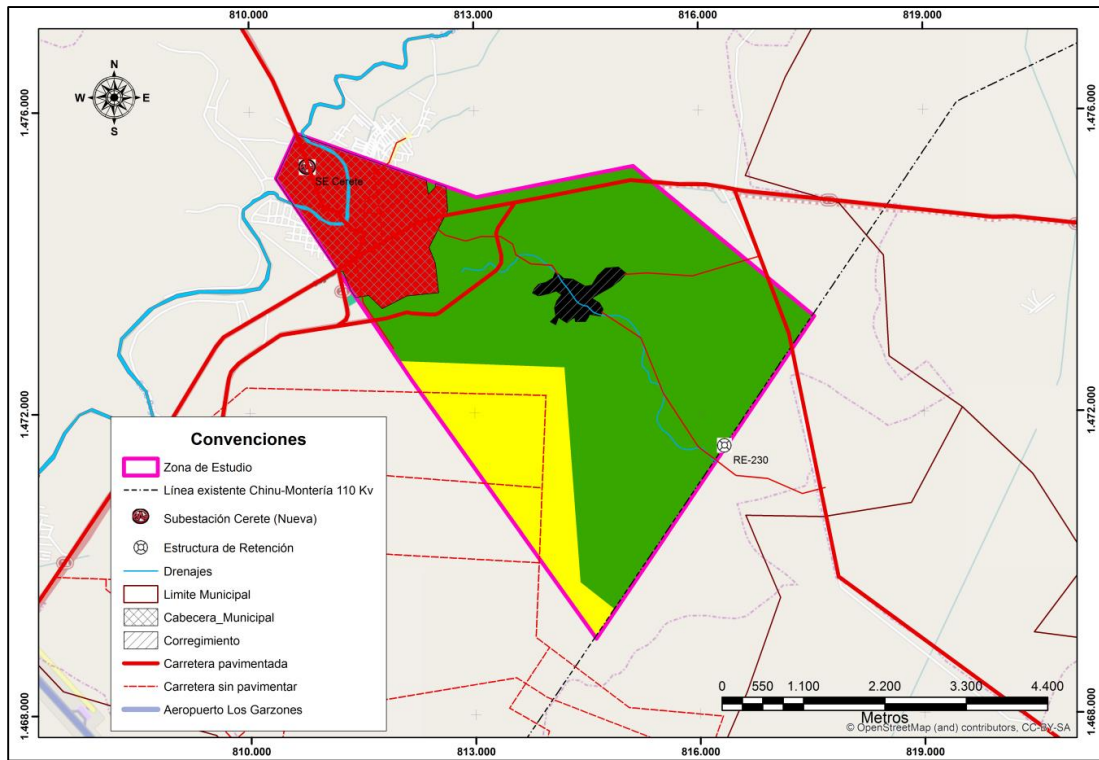 810.000
813.000
816.000
819.000
1.476.000
1.476.000
N
W
E
S
SE Cerete
1.472.000
1.472.000
RE-230
Convenciones
Zona de Estudio
Línea existente Chinu-Montería 110 Kv
Subestación Cerete (Nueva)
Estructura de Retención
Drenajes
Limite Municipal
Cabecera_Municipal
Corregimiento
Carretera pavimentada
Carretera sin pavimentar
Aeropuerto Los Garzones
0 550 1.100 2.200 3.300 4.400
Metros
© OpenStreetMap (and) contributors, CC-BY-SA
1.468.000
1.468.000
810.000
813.000
816.000
819.000